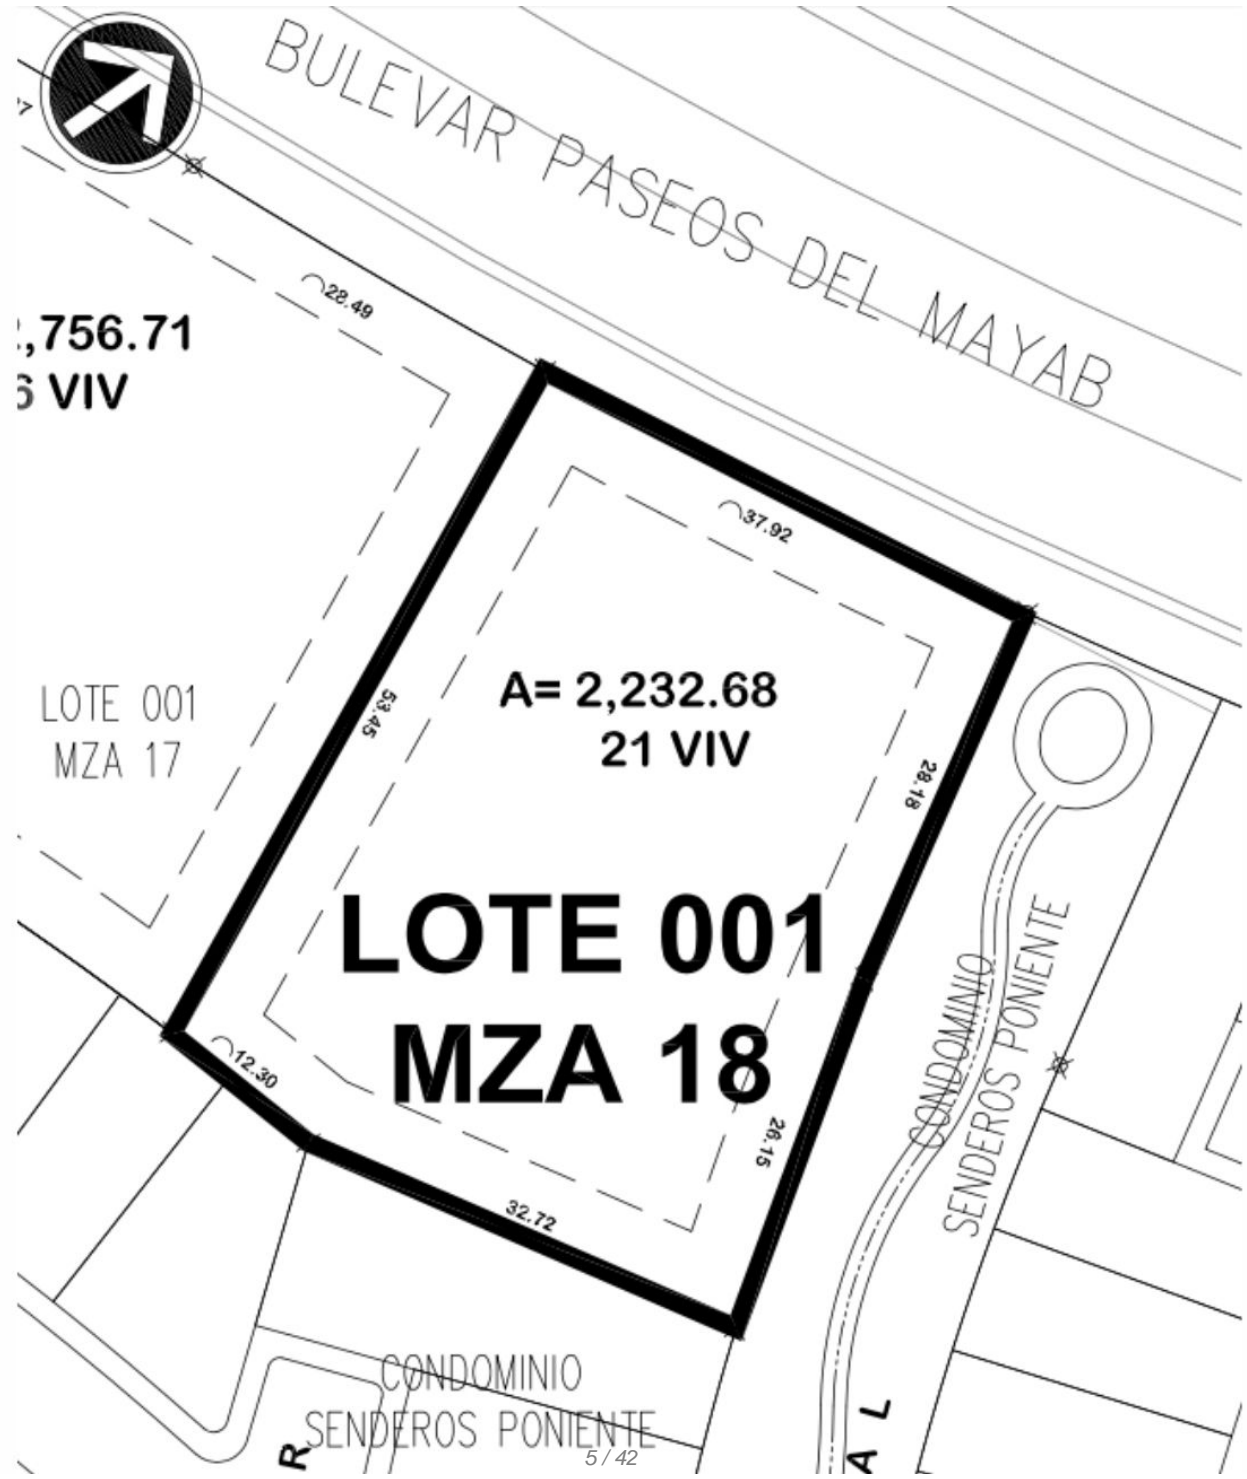 BULEVAR PASEOS DEL MAYAB
28.49
,756.71
6 VIV
37.92
A= 2,232.68
21 VIV
LOTE 001
MZA 17
53.45
28.18
LOTE 001
MZA 18
CONDOMINIO
SENDEROS PONIENTE
12.30
26.15
32.72
CONDOMINIO
SENDEROS PONIENTE
R
A L
5 / 42